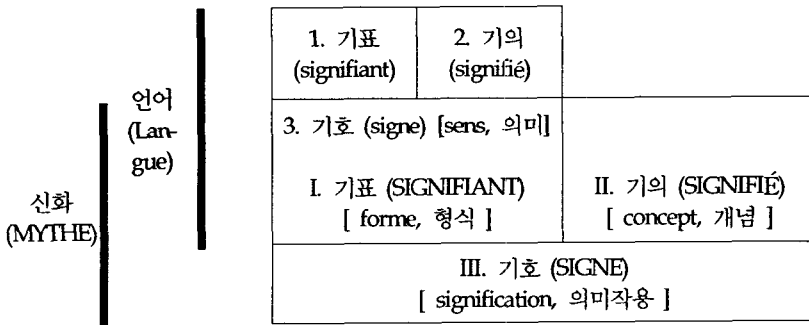 1. 기표
(signifiant)
2. 기의
(signifié)
언어
(Lan-
gue)
3. 기호 (signe) [sens, 의미]
신화
(MYTHE)
I. 기표 (SIGNIFIANT)
[ forme, 형식 ]
II. 기의 (SIGNIFIÉ)
[ concept, 개념 ]
III. 기호 (SIGNE)
[ signification, 의미작용 ]